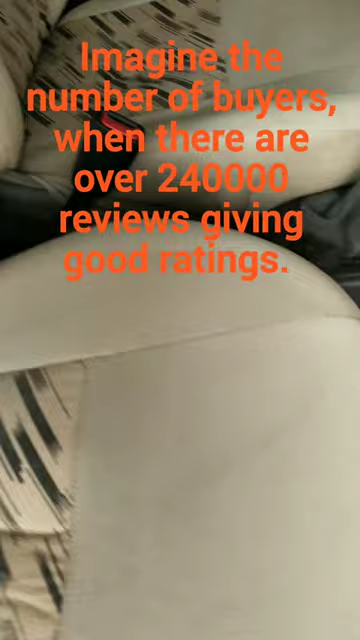 Imagine the
number of buyers,
when there are
over 240000
reviews giving
good ratings.